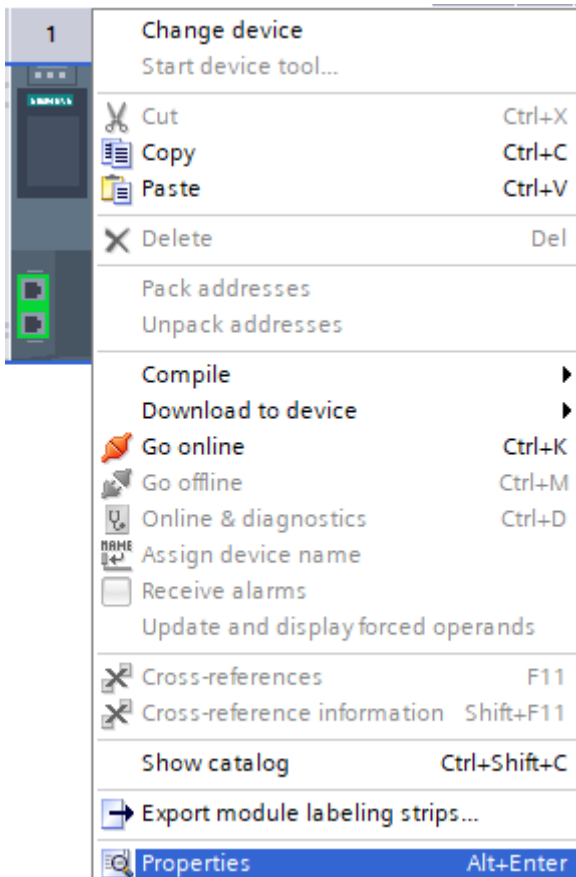 1
Change device
Start device tool...
SIEMENS
Cut Ctrl+X
Copy Ctrl+C
Paste Ctrl+V
Delete Del
Pack addresses
Unpack addresses
Compile
Download to device
Go online Ctrl+K
Go offline Ctrl+M
Online & diagnostics Ctrl+D
NAME Assign device name
Receive alarms
Update and display forced operands
Cross-references F11
Cross-reference information Shift+F11
Show catalog Ctrl+Shift+C
Export module labeling strips...
Properties Alt+Enter